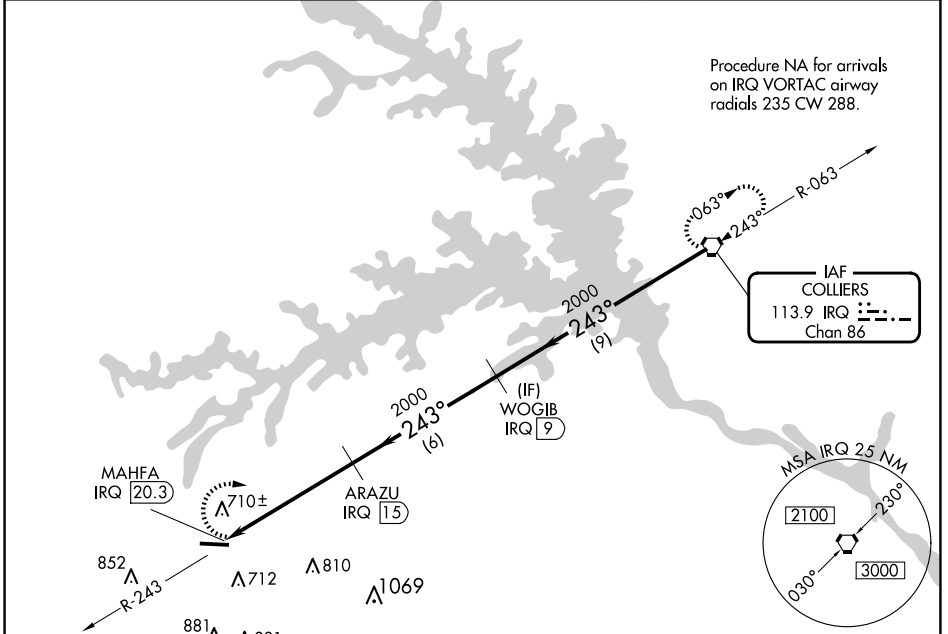 Procedure NA for arrivals
on IRQ VORTAC airway
radials 235 CW 288.
R-063
063°
243°
IAF
COLLIERS
113.9 IRQ
Chan 86
2000
243°
(9)
(IF)
WOGIB
IRQ 9
2000
243°
(6)
ARAZU
IRQ 15
MAHFA
IRQ 20.3
710±
MSA IRQ 25 NM
2100
230°
030°
3000
852
R-243
712
810
1069
881